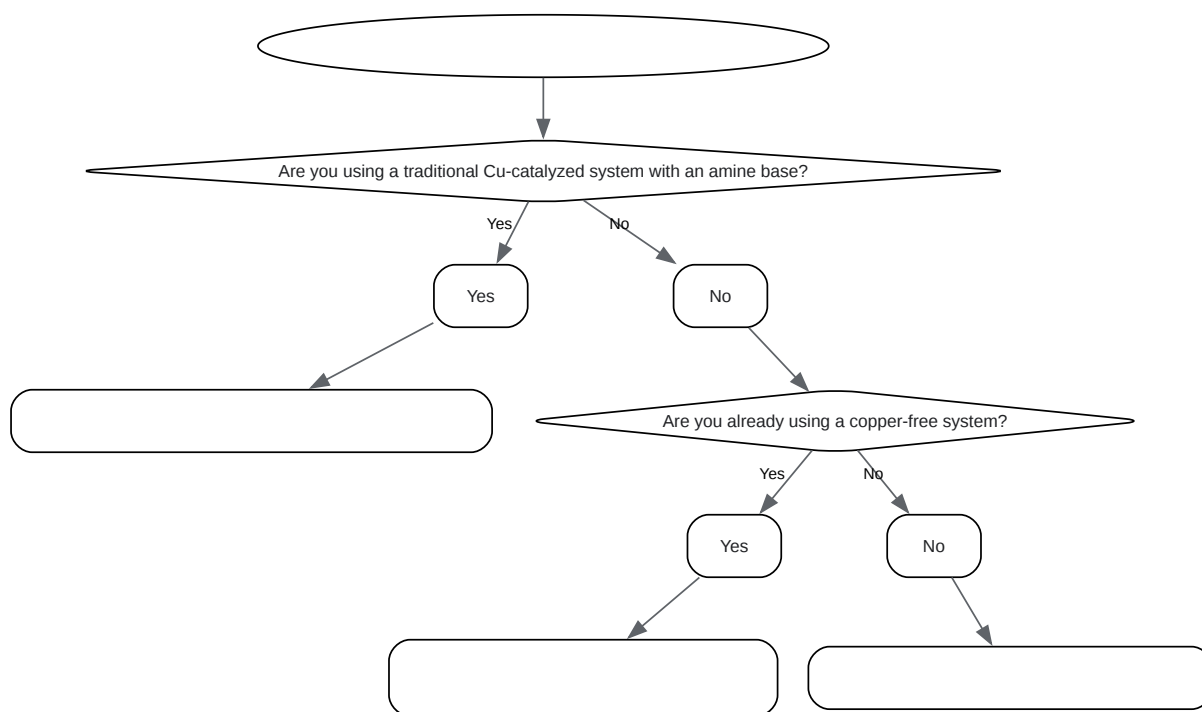 Are you using a traditional Cu-catalyzed system with an amine base?
Yes
No
Yes
No
Are you already using a copper-free system?
Yes
No
Yes
No